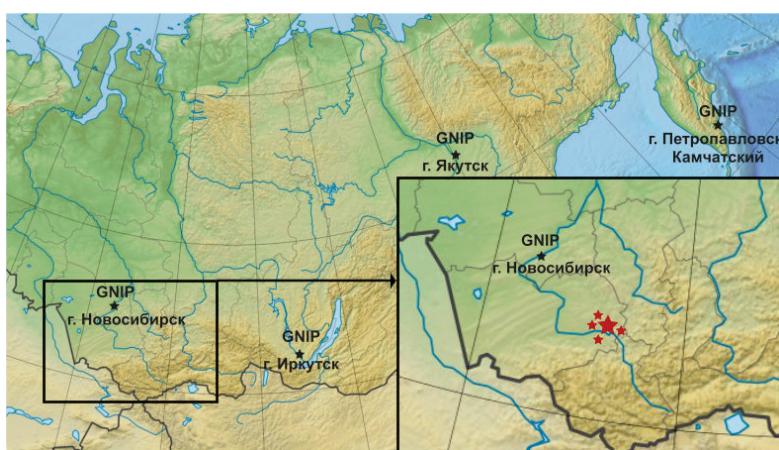 GNIP
г. Петропавловск
Камчатский
GNIP
г. Якутск
GNIP
г. Новосибирск
GNIP
г. Новосибирск
GNIP
г. Иркутск